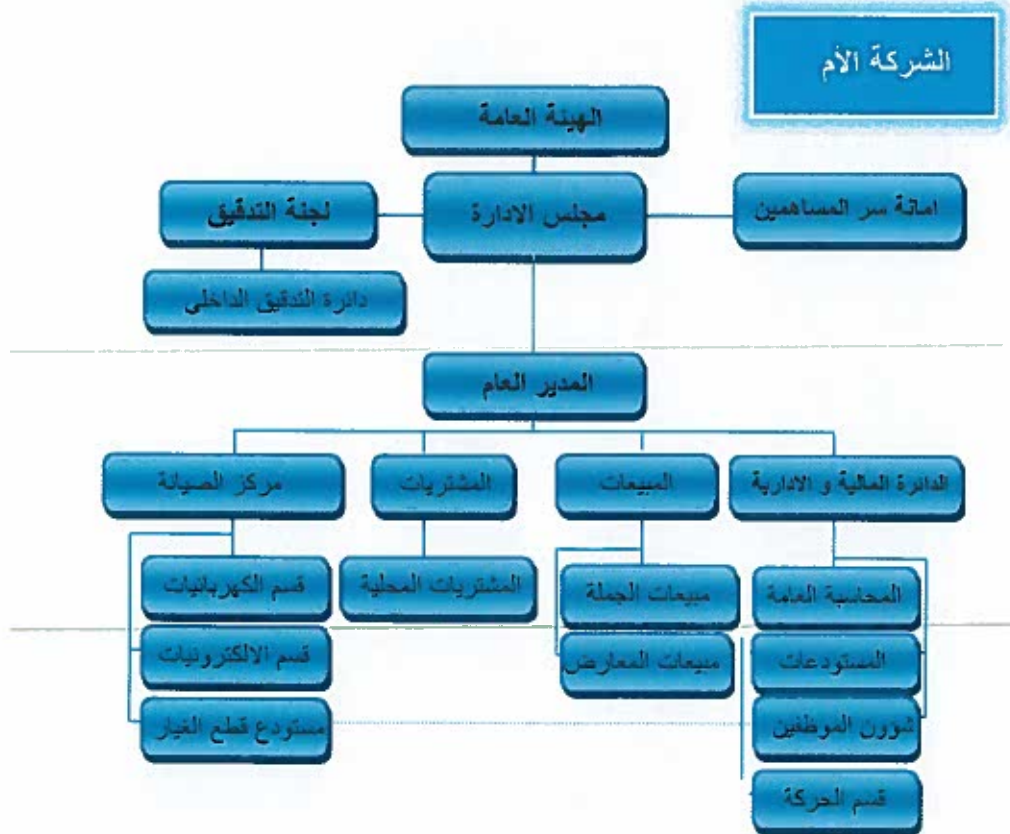 الشركة الأم
الهيئة العامة
امانة سر المساهمين
مجلس الادارة
لجنة التدقيق
دائرة التدقيق الداخلي
المدير العام
الدائرة المالية و الادارية
المبيعات
المشتريات
مركز الصيانة
المحاسبة العامة
مبيعات الجملة
المشتريات المحلية
قسم الكهربائيات
المستودعات
مبيعات المعارض
قسم الالكترونيات
شؤون الموظفين
مستودع قطع الغيار
قسم الحركة